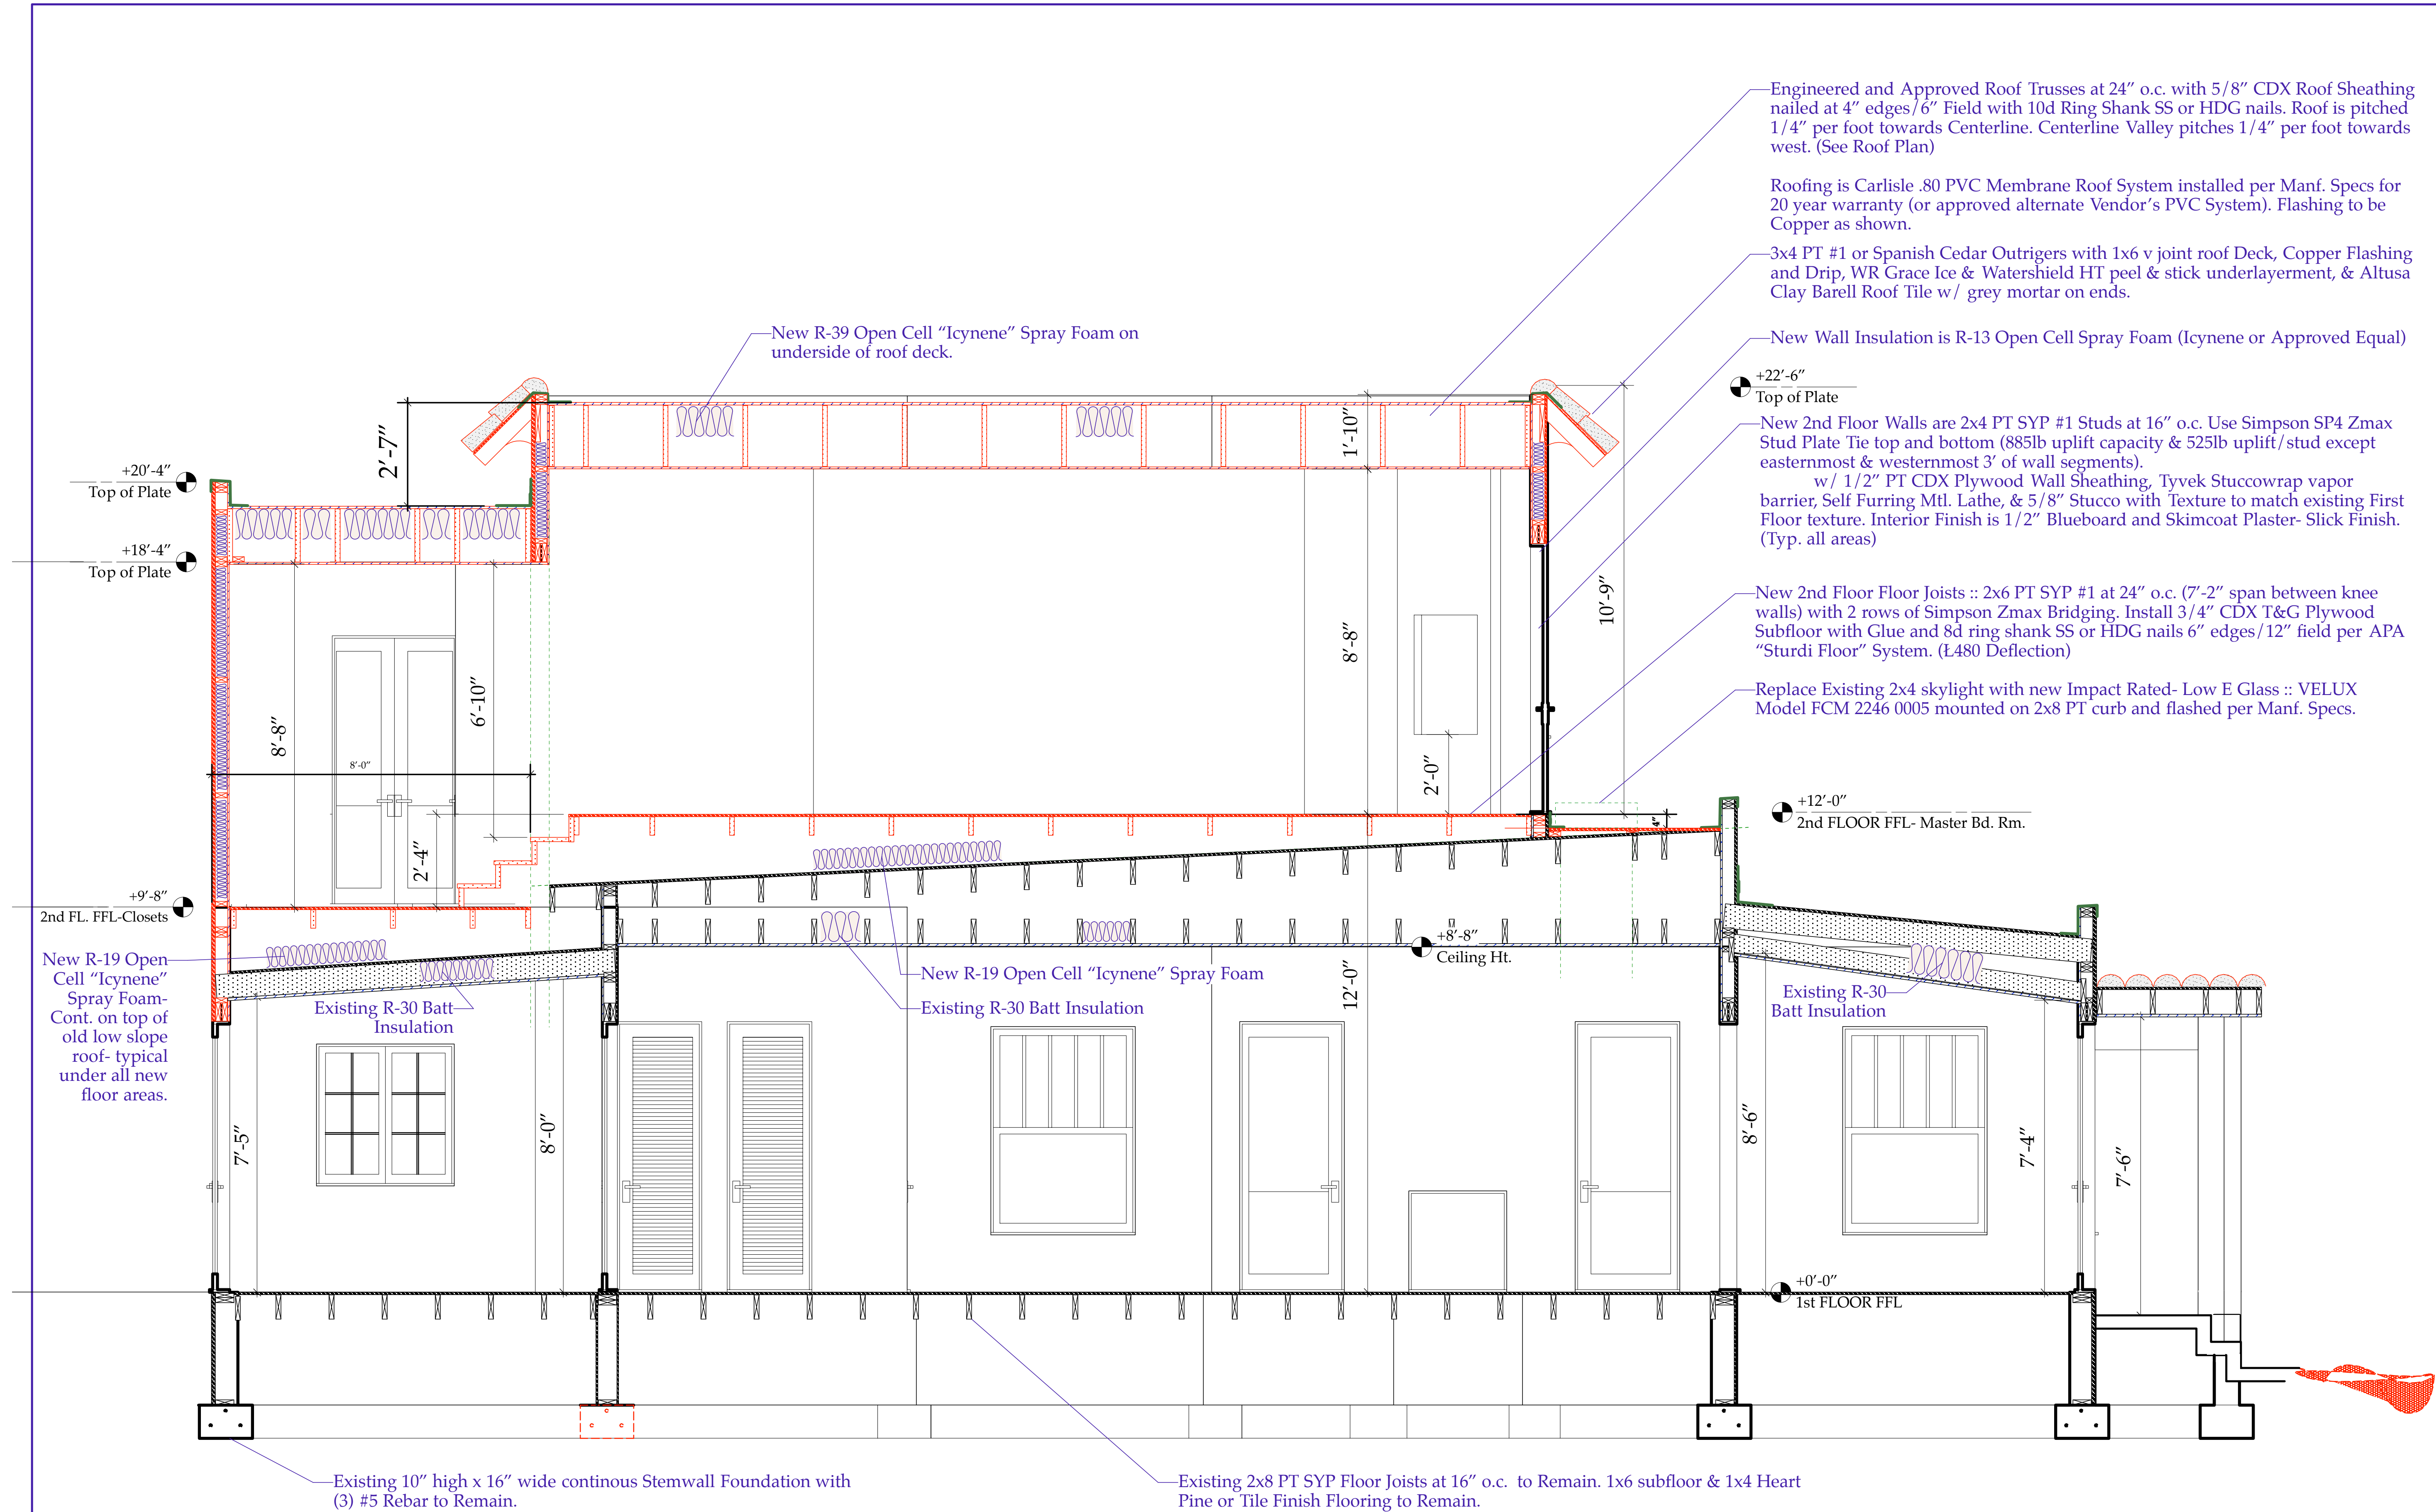 Engineered and Approved Roof Trusses at 24" o.c. with 5/8" CDX Roof Sheathing
nailed at 4" edges/6" Field with 10d Ring Shank SS or HDG nails. Roof is pitched
1/4" per foot towards Centerline. Centerline Valley pitches 1/4" per foot towards
west. (See Roof Plan)
Roofing is Carlisle .80 PVC Membrane Roof System installed per Manf. Specs for
20 year warranty (or approved alternate Vendor's PVC System). Flashing to be
Copper as shown.
3x4 PT #1 or Spanish Cedar Outrigers with 1x6 v joint roof Deck, Copper Flashing
and Drip, WR Grace Ice & Watershield HT peel & stick underlayerment, & Altusa
Clay Barell Roof Tile w/ grey mortar on ends.
New R-39 Open Cell "Icynene" Spray Foam on
underside of roof deck.
New Wall Insulation is R-13 Open Cell Spray Foam (Icynene or Approved Equal)
+22'-6"
Top of Plate
New 2nd Floor Walls are 2x4 PT SYP #1 Studs at 16" o.c. Use Simpson SP4 Zmax
Stud Plate Tie top and bottom (885lb uplift capacity & 525lb uplift/stud except
easternmost & westernmost 3' of wall segments).
w/ 1/2" PT CDX Plywood Wall Sheathing, Tyvek Stuccowrap vapor
barrier, Self Furring Mtl. Lathe, & 5/8" Stucco with Texture to match existing First
Floor texture. Interior Finish is 1/2" Blueboard and Skimcoat Plaster- Slick Finish.
(Typ. all areas)
2'-7"
1'-10"
+20'-4"
Top of Plate
+18'-4"
Top of Plate
10'-9"
New 2nd Floor Floor Joists :: 2x6 PT SYP #1 at 24" o.c. (7'-2" span between knee
walls) with 2 rows of Simpson Zmax Bridging. Install 3/4" CDX T&G Plywood
Subfloor with Glue and 8d ring shank SS or HDG nails 6" edges/12" field per APA
"Sturdi Floor" System. (Ł480 Deflection)
8'-8"
6'-10"
8'-8"
Replace Existing 2x4 skylight with new Impact Rated- Low E Glass :: VELUX
Model FCM 2246 0005 mounted on 2x8 PT curb and flashed per Manf. Specs.
8'-0"
2'-0"
+12'-0"
2nd FLOOR FFL- Master Bd. Rm.
4"
2'-4"
+9'-8"
2nd FL. FFL-Closets
+8'-8"
Ceiling Ht.
New R-19 Open
Cell "Icynene"
Spray Foam-
Cont. on top of
old low slope
roof- typical
under all new
floor areas.
Existing R-30 Batt
Insulation
New R-19 Open Cell "Icynene" Spray Foam
Existing R-30 Batt Insulation
12'-0"
Existing R-30
Batt Insulation
7'-5"
8'-0"
8'-6"
7'-4"
7'-6"
+0'-0"
1st FLOOR FFL
Existing 10" high x 16" wide continous Stemwall Foundation with
(3) #5 Rebar to Remain.
Existing 2x8 PT SYP Floor Joists at 16" o.c. to Remain. 1x6 subfloor & 1x4 Heart
Pine or Tile Finish Flooring to Remain.